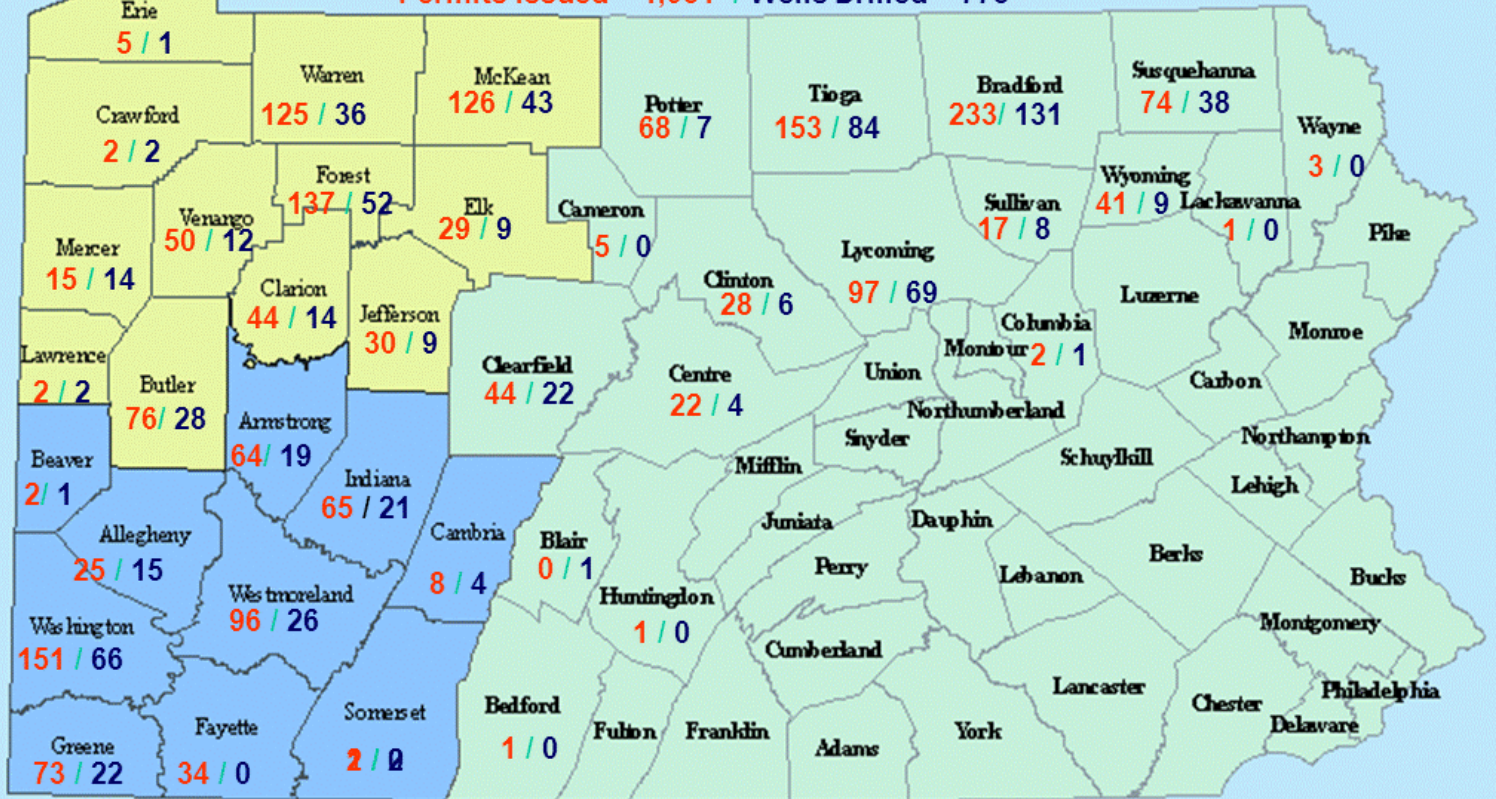 Erie
5 / 1
Warren
125 / 36
McKean
126 / 43
Potter
68 / 7
Tioga
153 / 84
Bradford
233/ 131
Susquehanna
74 / 38
Wayne
3 / 0
Crawford
2 / 2
Forest
137 / 52
Venango
50 / 12
Elk
29 / 9
Cameron
5 / 0
Sullivan
17 / 8
Wyoming
41 / 9
Lackawanna
1 / 0
Pike
Mercer
15 / 14
Clarion
44 / 14
Jefferson
30 / 9
Clinton
28 / 6
Lycoming
97 / 69
Luzerne
Monroe
Columbia
2 / 1
Montour
Union
Carbon
Lawrence
2 / 2
Butler
76/ 28
Clearfield
44 / 22
Centre
22 / 4
Northumberland
Snyder
Schuylkill
Northampton
Lehigh
Armstrong
64/ 19
Beaver
2/ 1
Indiana
65 / 21
Mifflin
Juniata
Dauphin
Cambria
8 / 4
Blair
0 / 1
Allegheny
25 / 15
Perry
Lebanon
Berks
Bucks
Westmoreland
96 / 26
Huntingdon
1 / 0
Montgomery
Washington
151 / 66
Cumberland
Lancaster
Chester
Philadelphia
Delaware
Greene
73 / 22
Fayette
34 / 0
Somerset
Bedford
1 / 0
Fulton
Franklin
Adams
York